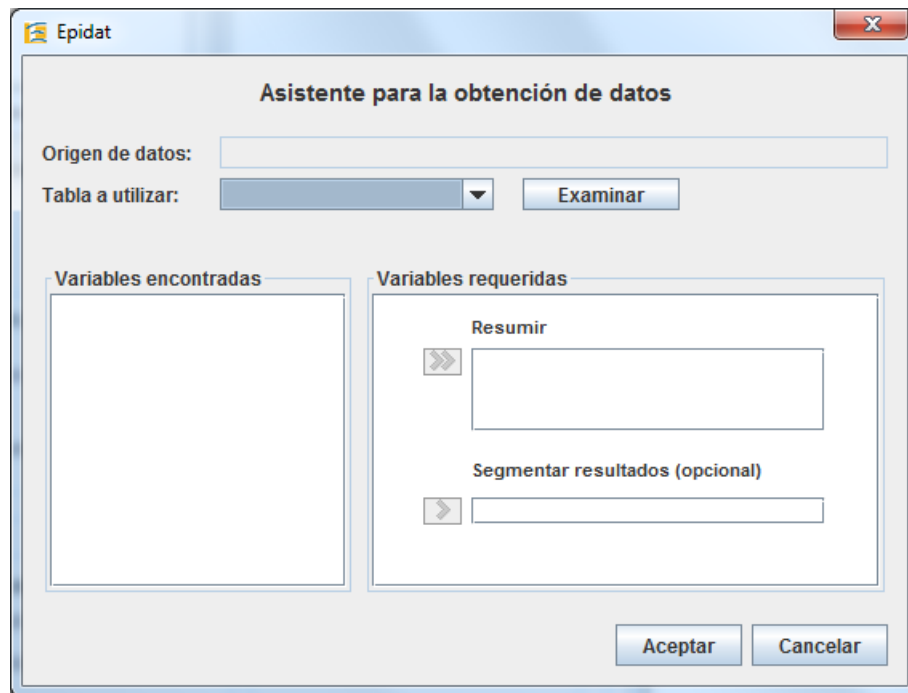 Epidat
Asistente para la obtención de datos
Origen de datos:
Tabla a utilizar:
Examinar
Variables encontradas
Variables requeridas
Resumir
Segmentar resultados (opcional)
Aceptar
Cancelar